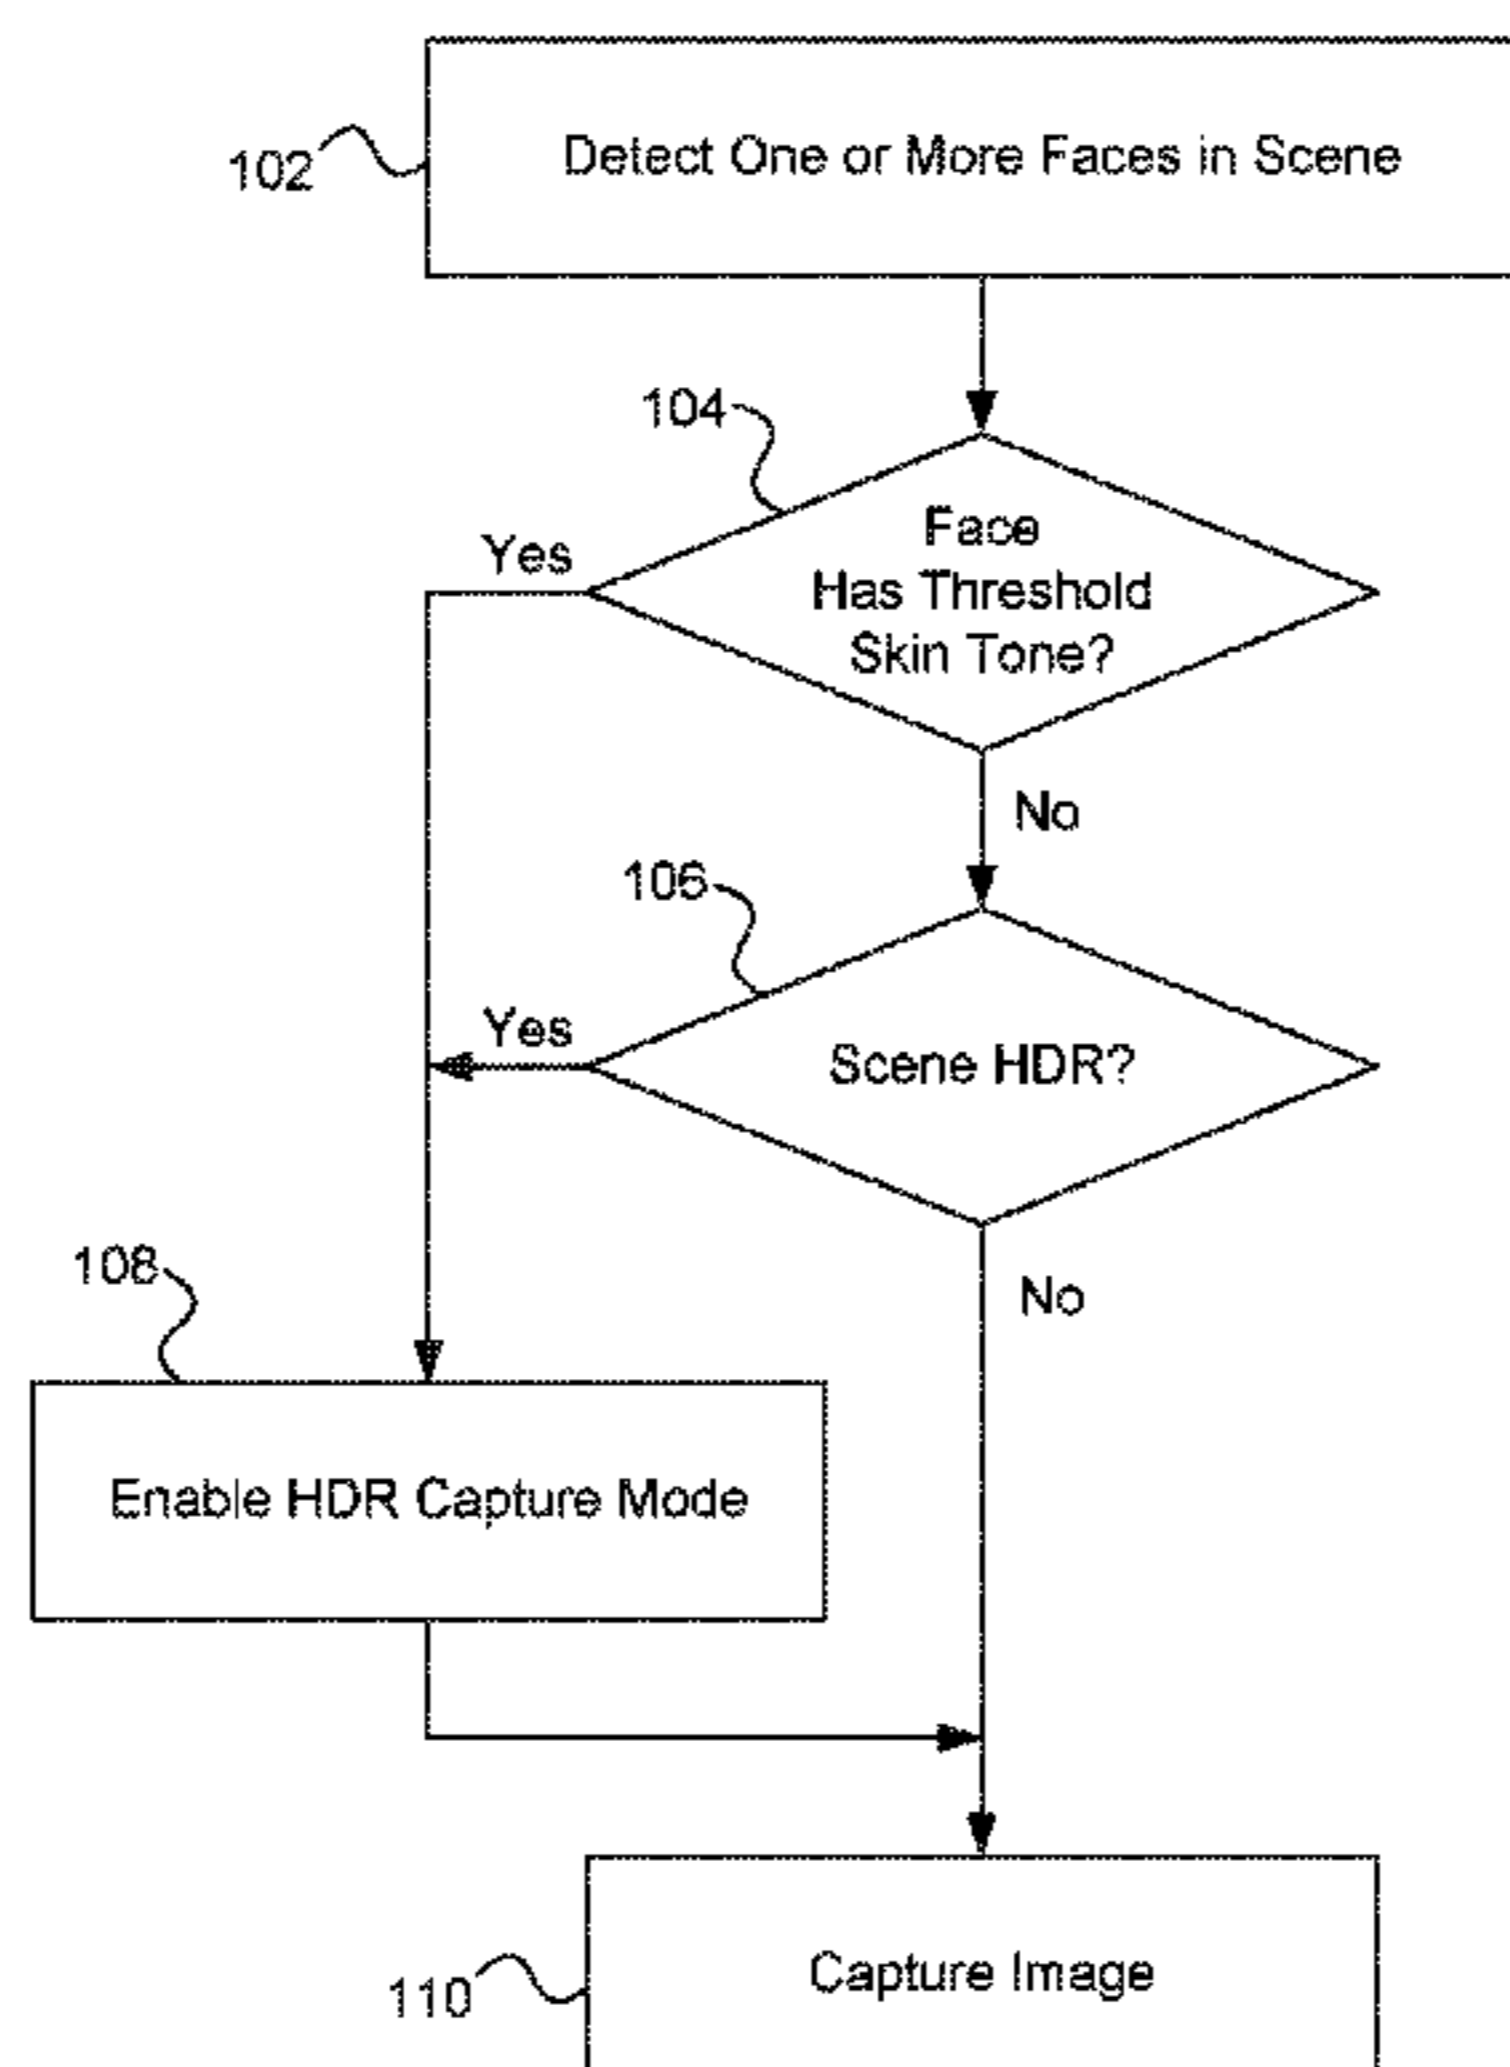 102
Detect One or More Faces in Scene
104
Yes
Face
Has Threshold
Skin Tone?
No
106
Yes
Scene HDR?
108
No
Enable HDR Capture Mode
110
Capture Image